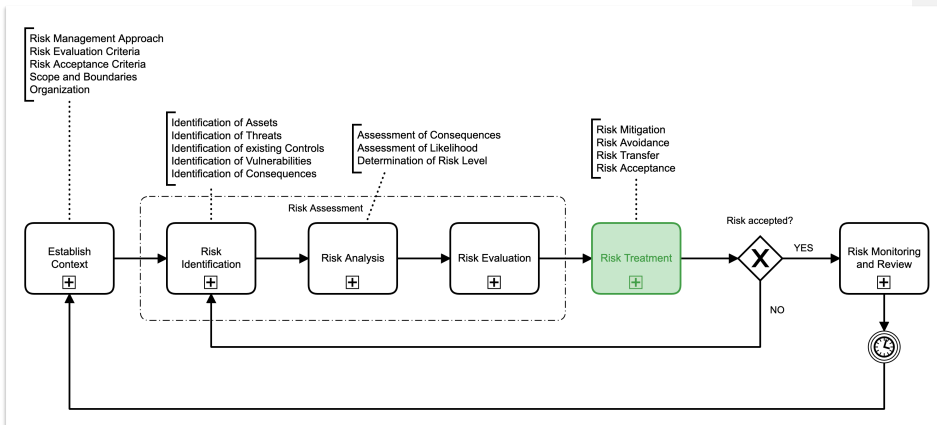 Risk Management Approach
Risk Evaluation Criteria
Risk Acceptance Criteria
Scope and Boundaries
Organization
Identification of Assets
Identification of Threats
Identification of existing Controls
Identification of Vulnerabilities
Identification of Consequences
Assessment of Consequences
Assessment of Likelihood
Determination of Risk Level
Risk Mitigation
Risk Avoidance
Risk Transfer
Risk Acceptance
Risk Assessment
Establish
Context
Risk
Identification
Risk Analysis
Risk Evaluation
Risk Treatment
Risk accepted?
X
YES
NO
Risk Monitoring
and Review